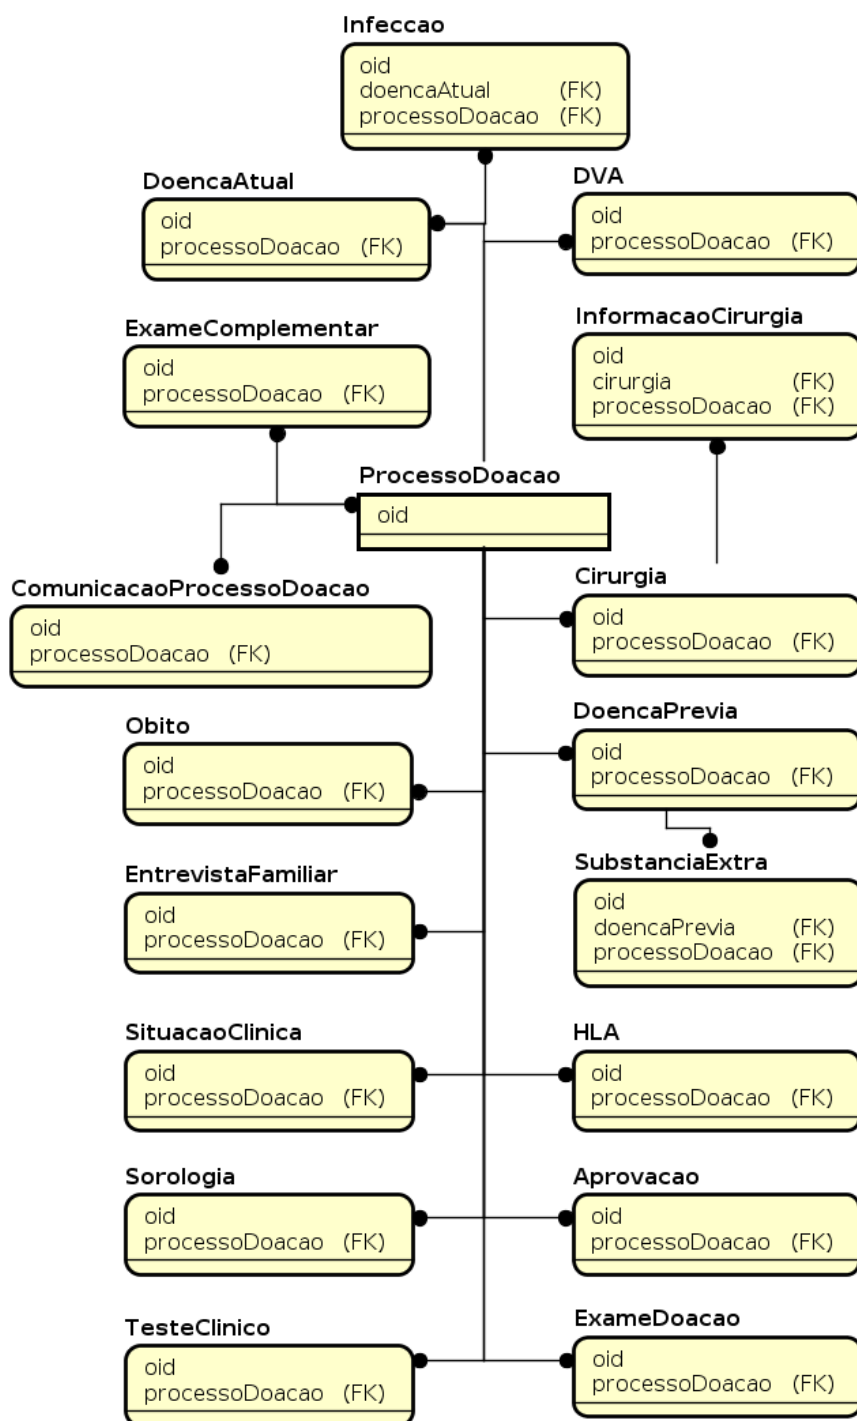 Infeccao
oid
doencaAtual (FK)
processoDoacao (FK)
DoencaAtual
oid
processoDoacao (FK)
DVA
oid
processoDoacao (FK)
ExameComplementar
oid
processoDoacao (FK)
InformacaoCirurgia
oid
cirurgia (FK)
processoDoacao (FK)
ProcessoDoacao
oid
ComunicacaoProcessoDoacao
oid
processoDoacao (FK)
Cirurgia
oid
processoDoacao (FK)
Obito
oid
processoDoacao (FK)
DoencaPrevia
oid
processoDoacao (FK)
EntrevistaFamiliar
oid
processoDoacao (FK)
SubstanciaExtra
oid
doencaPrevia (FK)
processoDoacao (FK)
SituacaoClinica
oid
processoDoacao (FK)
HLA
oid
processoDoacao (FK)
Sorologia
oid
processoDoacao (FK)
Aprovacao
oid
processoDoacao (FK)
TesteClinico
oid
processoDoacao (FK)
ExameDoacao
oid
processoDoacao (FK)